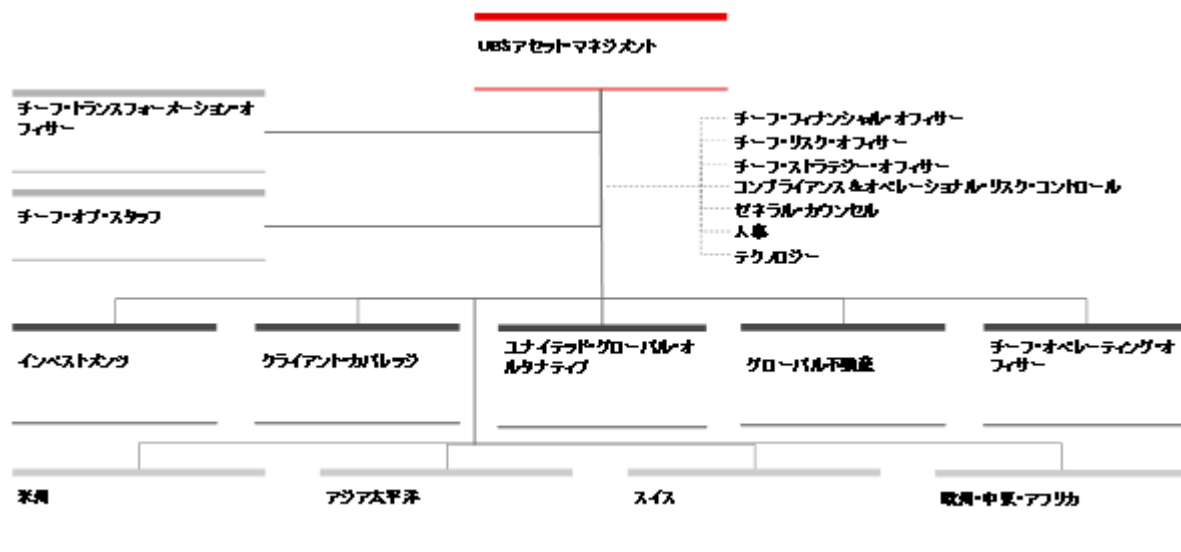 UBSアセット・マネジメント
チーフ・トランスフォーメーション・オ
フィサー
チーフ・フィナンシャル・オフィサー
チーフ・リスク・オフィサー
チーフ・ストラテジー・オフィサー
コンプライアンス&オペレーショナル・リスク・コントロール
ゼネラル・カウンセル
人事
テクノロジー
チーフ・オブ・スタッフ
インベストメンツ
クライアント・カバレッジ
ユナイテッド・グローバル・オ
ルタナティブ
グローバル不動産
チーフ・オペレーティング・オ
フィサー
米州
アジア太平洋
スイス
欧州・中東・アフリカ